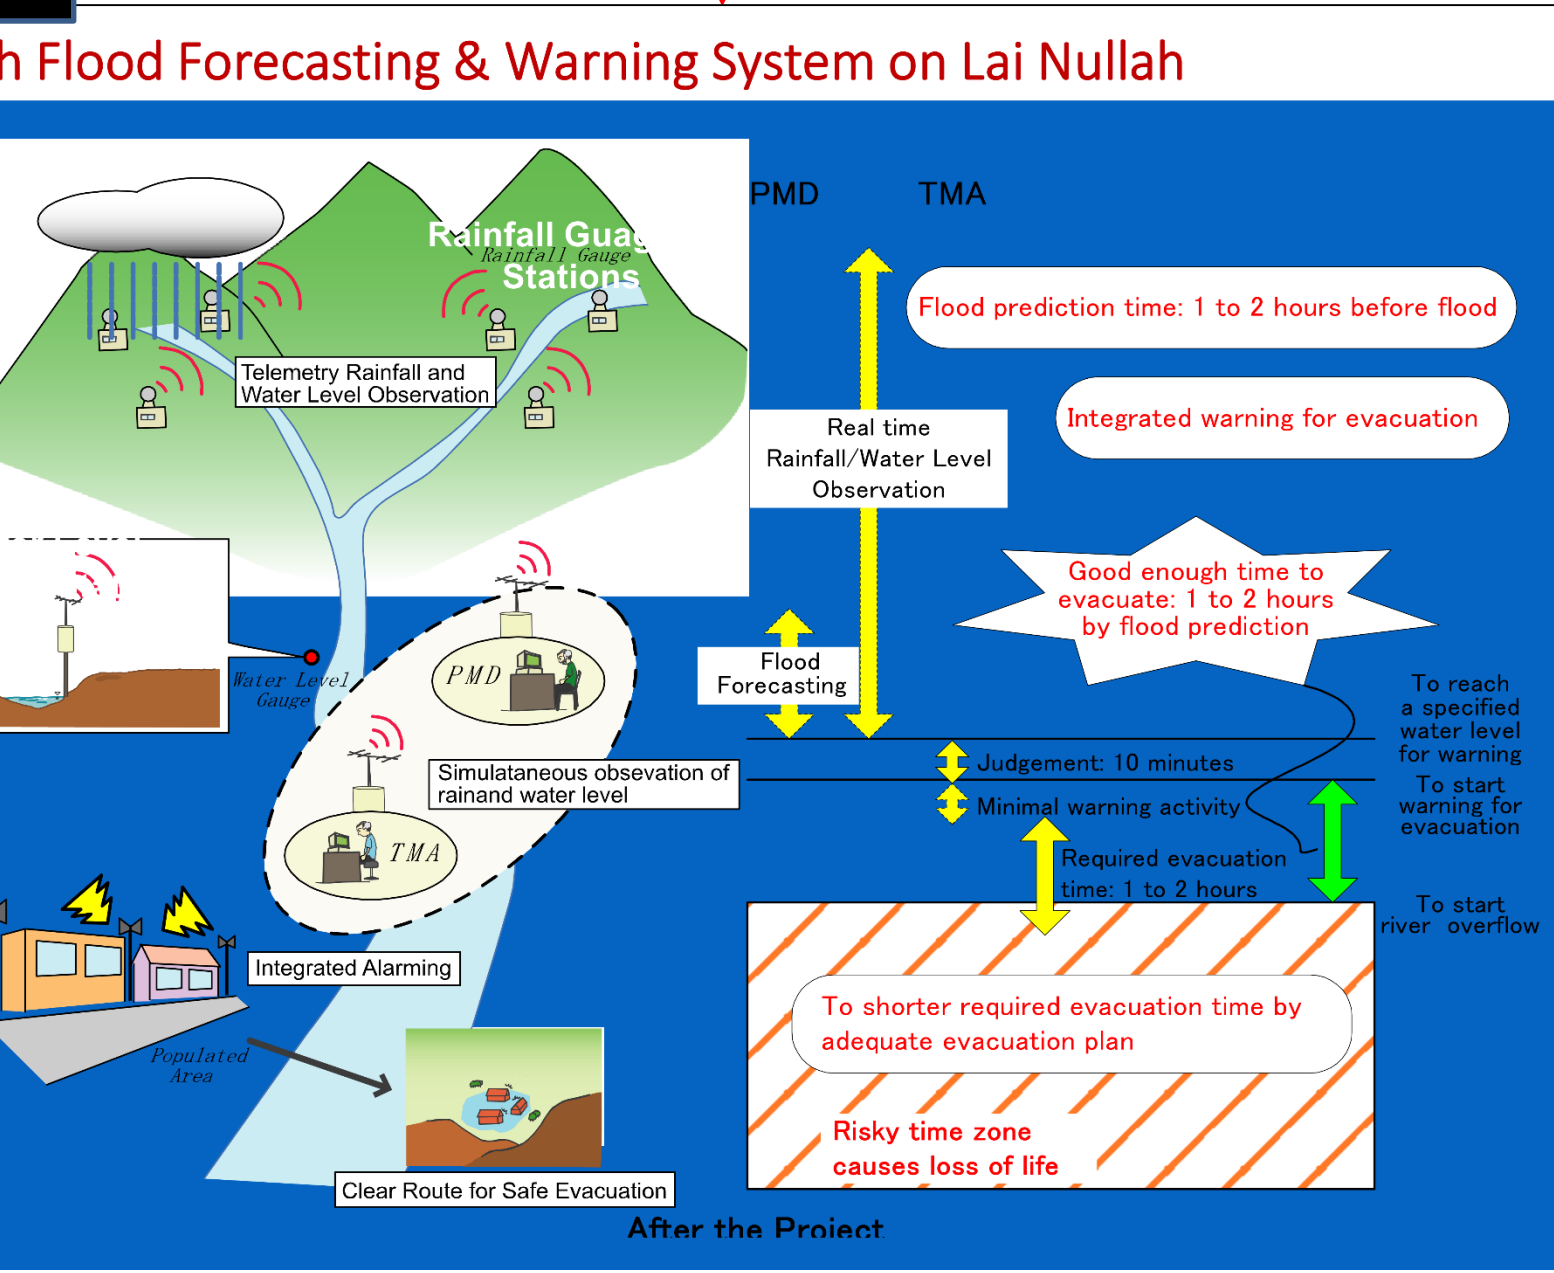 h Flood Forecasting & Warning System on Lai Nullah
PMD
TMA
Rainfall Guag
Rainfall Gauge
Stations
Telemetry Rainfall and
Water Level Observation
Water Level
Gauge
PMD
Simulataneous obsevation of
rainand water level
TMA
Integrated Alarming
Populated
Area
Clear Route for Safe Evacuation
Flood prediction time: 1 to 2 hours before flood
Integrated warning for evacuation
Real time
Rainfall/Water Level
Observation
Good enough time to
evacuate: 1 to 2 hours
by flood prediction
Flood
Forecasting
To reach
a specified
water level
for warning
Judgement: 10 minutes
To start
warning for
evacuation
Minimal warning activity
Required evacuation
time: 1 to 2 hours
To start
river overflow
To shorter required evacuation time by
adequate evacuation plan
Risky time zone
causes loss of life
After the Project